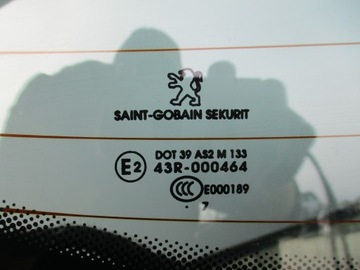 SAINT-GOBAIN SEKURIT
DOT 39 AS2 M 133
E2 43R-000464
CCC E000189
. 7